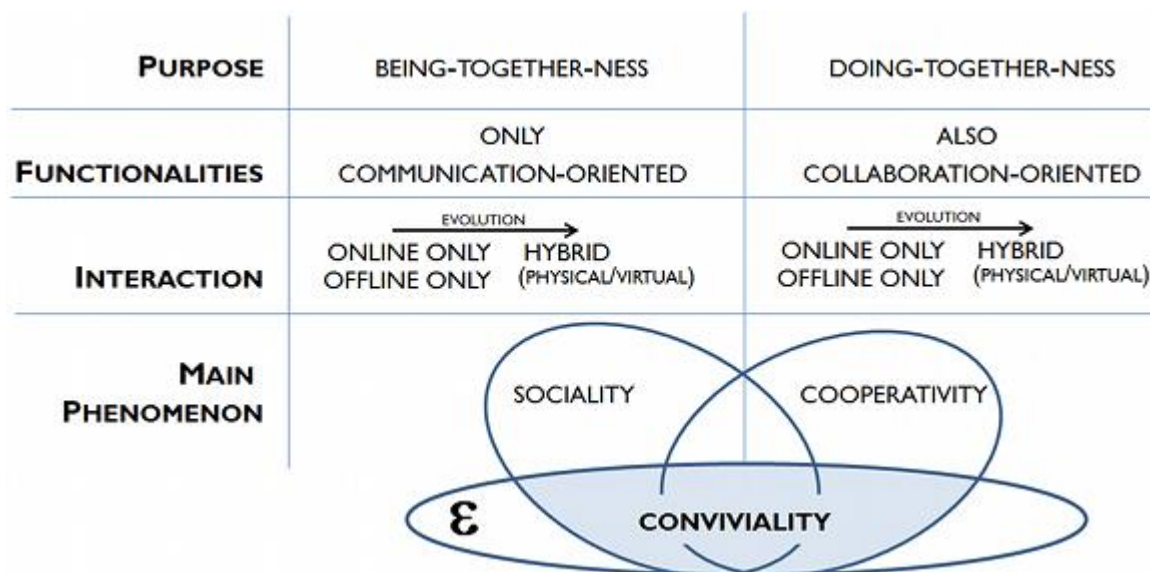 PURPOSE
BEING-TOGETHER-NESS
DOING-TOGETHER-NESS
FUNCTIONALITIES
ONLY
COMMUNICATION-ORIENTED
ALSO
COLLABORATION-ORIENTED
INTERACTION
EVOLUTION
ONLINE ONLY HYBRID
OFFLINE ONLY (PHYSICAL/VIRTUAL)
EVOLUTION
ONLINE ONLY HYBRID
OFFLINE ONLY (PHYSICAL/VIRTUAL)
MAIN
PHENOMENON
SOCIALITY
COOPERATIVITY
ε
CONVIVIALITY